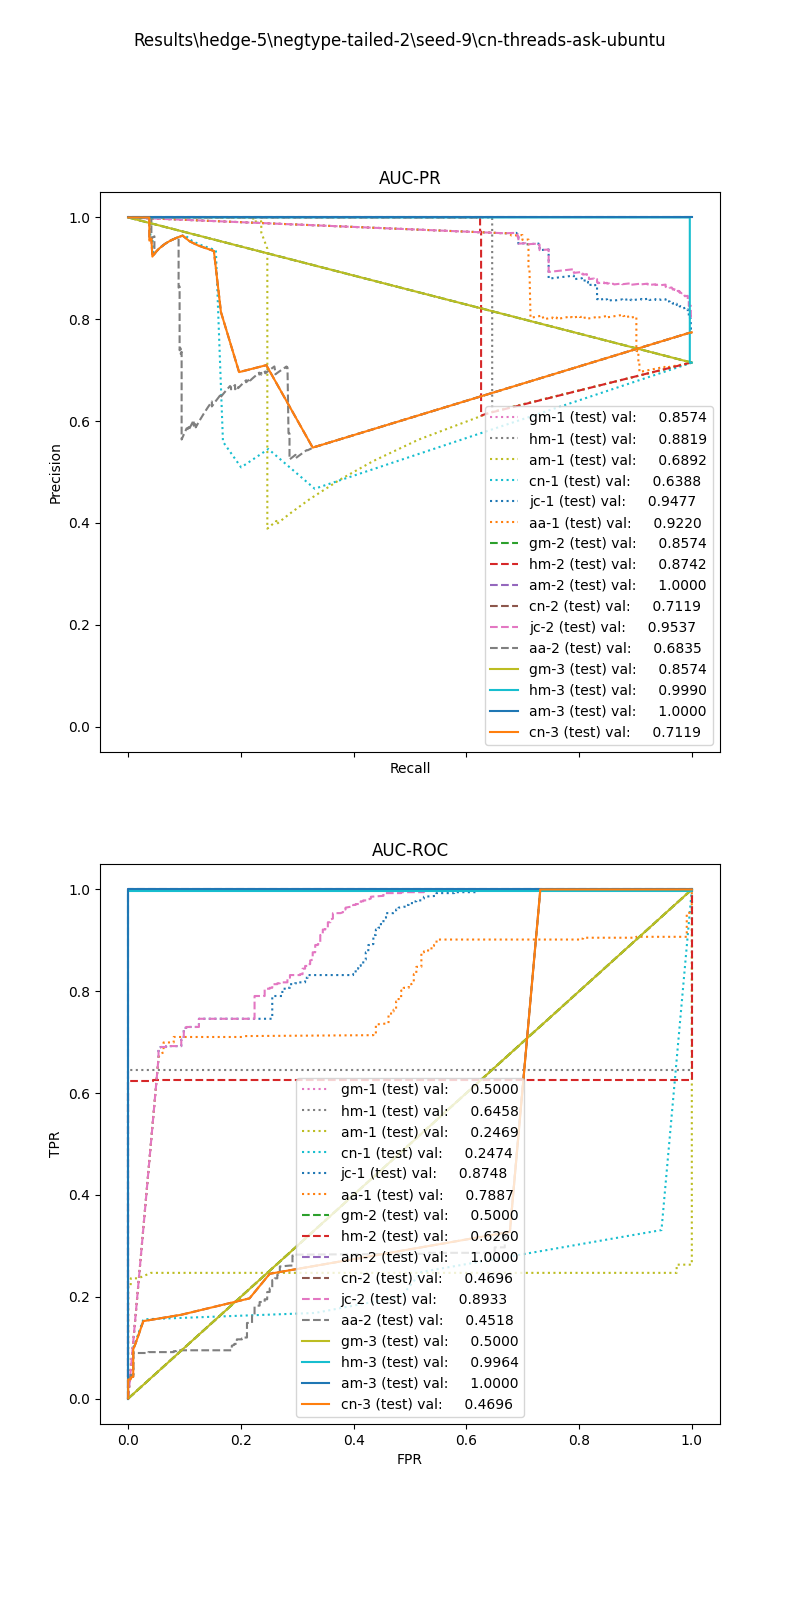 Results\hedge-5\negtype-tailed-2\seed-9\cn-threads-ask-ubuntu
AUC-PR
1.0
0.8
0.6
0.4
0.2
0.0
Precision
Recall
gm-1 (test) val: 0.8574
hm-1 (test) val: 0.8819
am-1 (test) val: 0.6892
cn-1 (test) val: 0.6388
jc-1 (test) val: 0.9477
aa-1 (test) val: 0.9220
gm-2 (test) val: 0.8574
hm-2 (test) val: 0.8742
am-2 (test) val: 1.0000
cn-2 (test) val: 0.7119
jc-2 (test) val: 0.9537
aa-2 (test) val: 0.6835
gm-3 (test) val: 0.8574
hm-3 (test) val: 0.9990
am-3 (test) val: 1.0000
cn-3 (test) val: 0.7119
AUC-ROC
1.0
0.8
0.6
0.4
0.2
0.0
TPR
gm-1 (test) val: 0.5000
hm-1 (test) val: 0.6458
am-1 (test) val: 0.2469
cn-1 (test) val: 0.2474
jc-1 (test) val: 0.8748
aa-1 (test) val: 0.7887
gm-2 (test) val: 0.5000
hm-2 (test) val: 0.6260
am-2 (test) val: 1.0000
cn-2 (test) val: 0.4696
jc-2 (test) val: 0.8933
aa-2 (test) val: 0.4518
gm-3 (test) val: 0.5000
hm-3 (test) val: 0.9964
am-3 (test) val: 1.0000
cn-3 (test) val: 0.4696
0.0 0.2 0.4 0.6 0.8 1.0
FPR